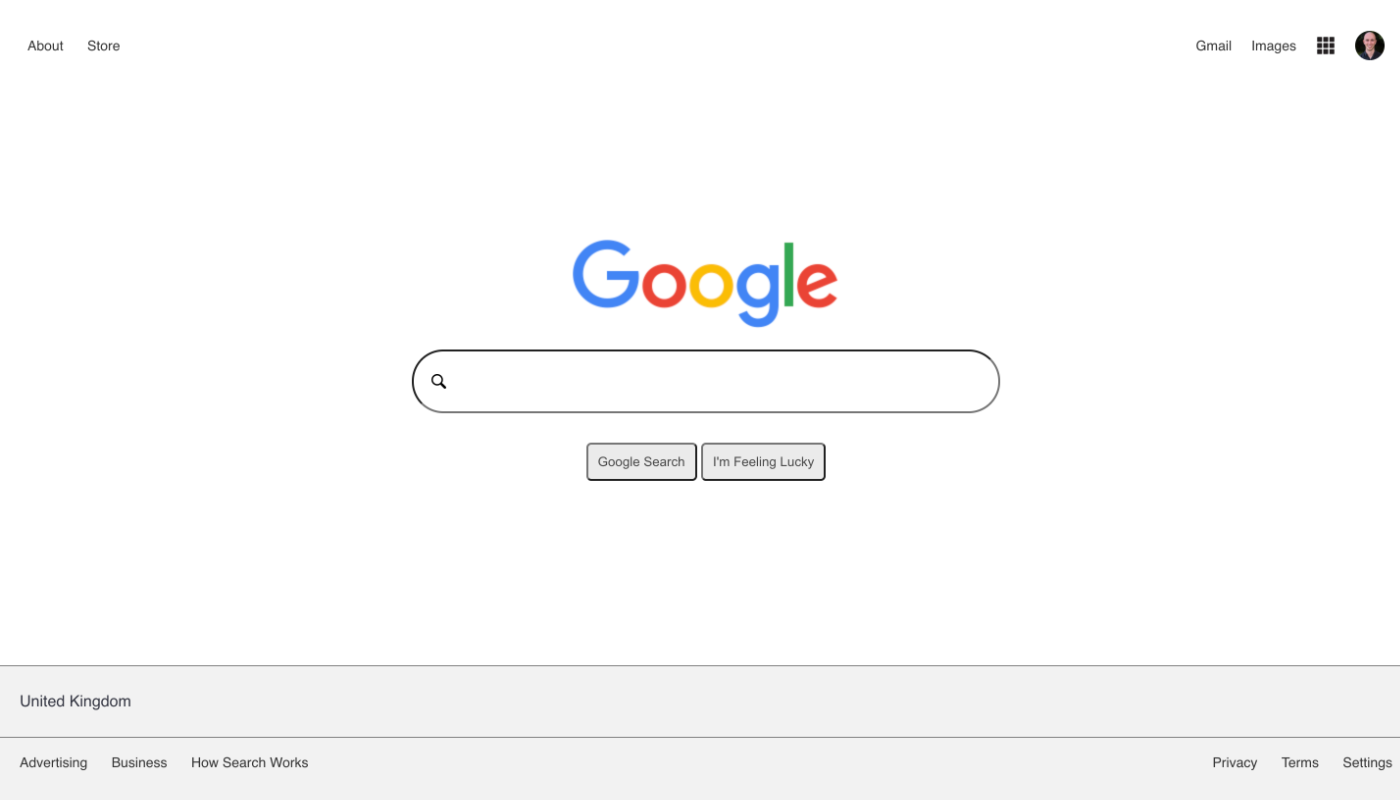 About Store Gmail Images
Google
Google Search I'm Feeling Lucky
United Kingdom
Advertising Business How Search Works Privacy Terms Settings